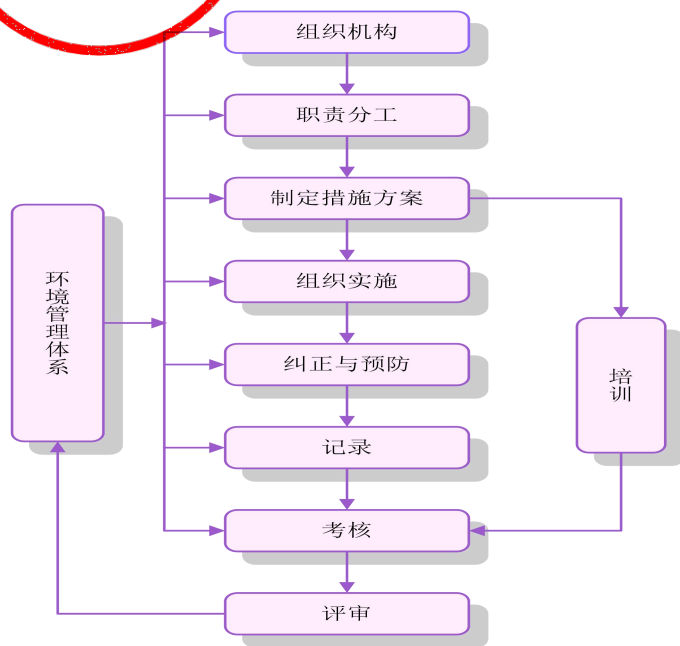 组织机构
职责分工
制定措施方案
组织实施
纠正与预防
记录
考核
评审
环境管理体系
培训